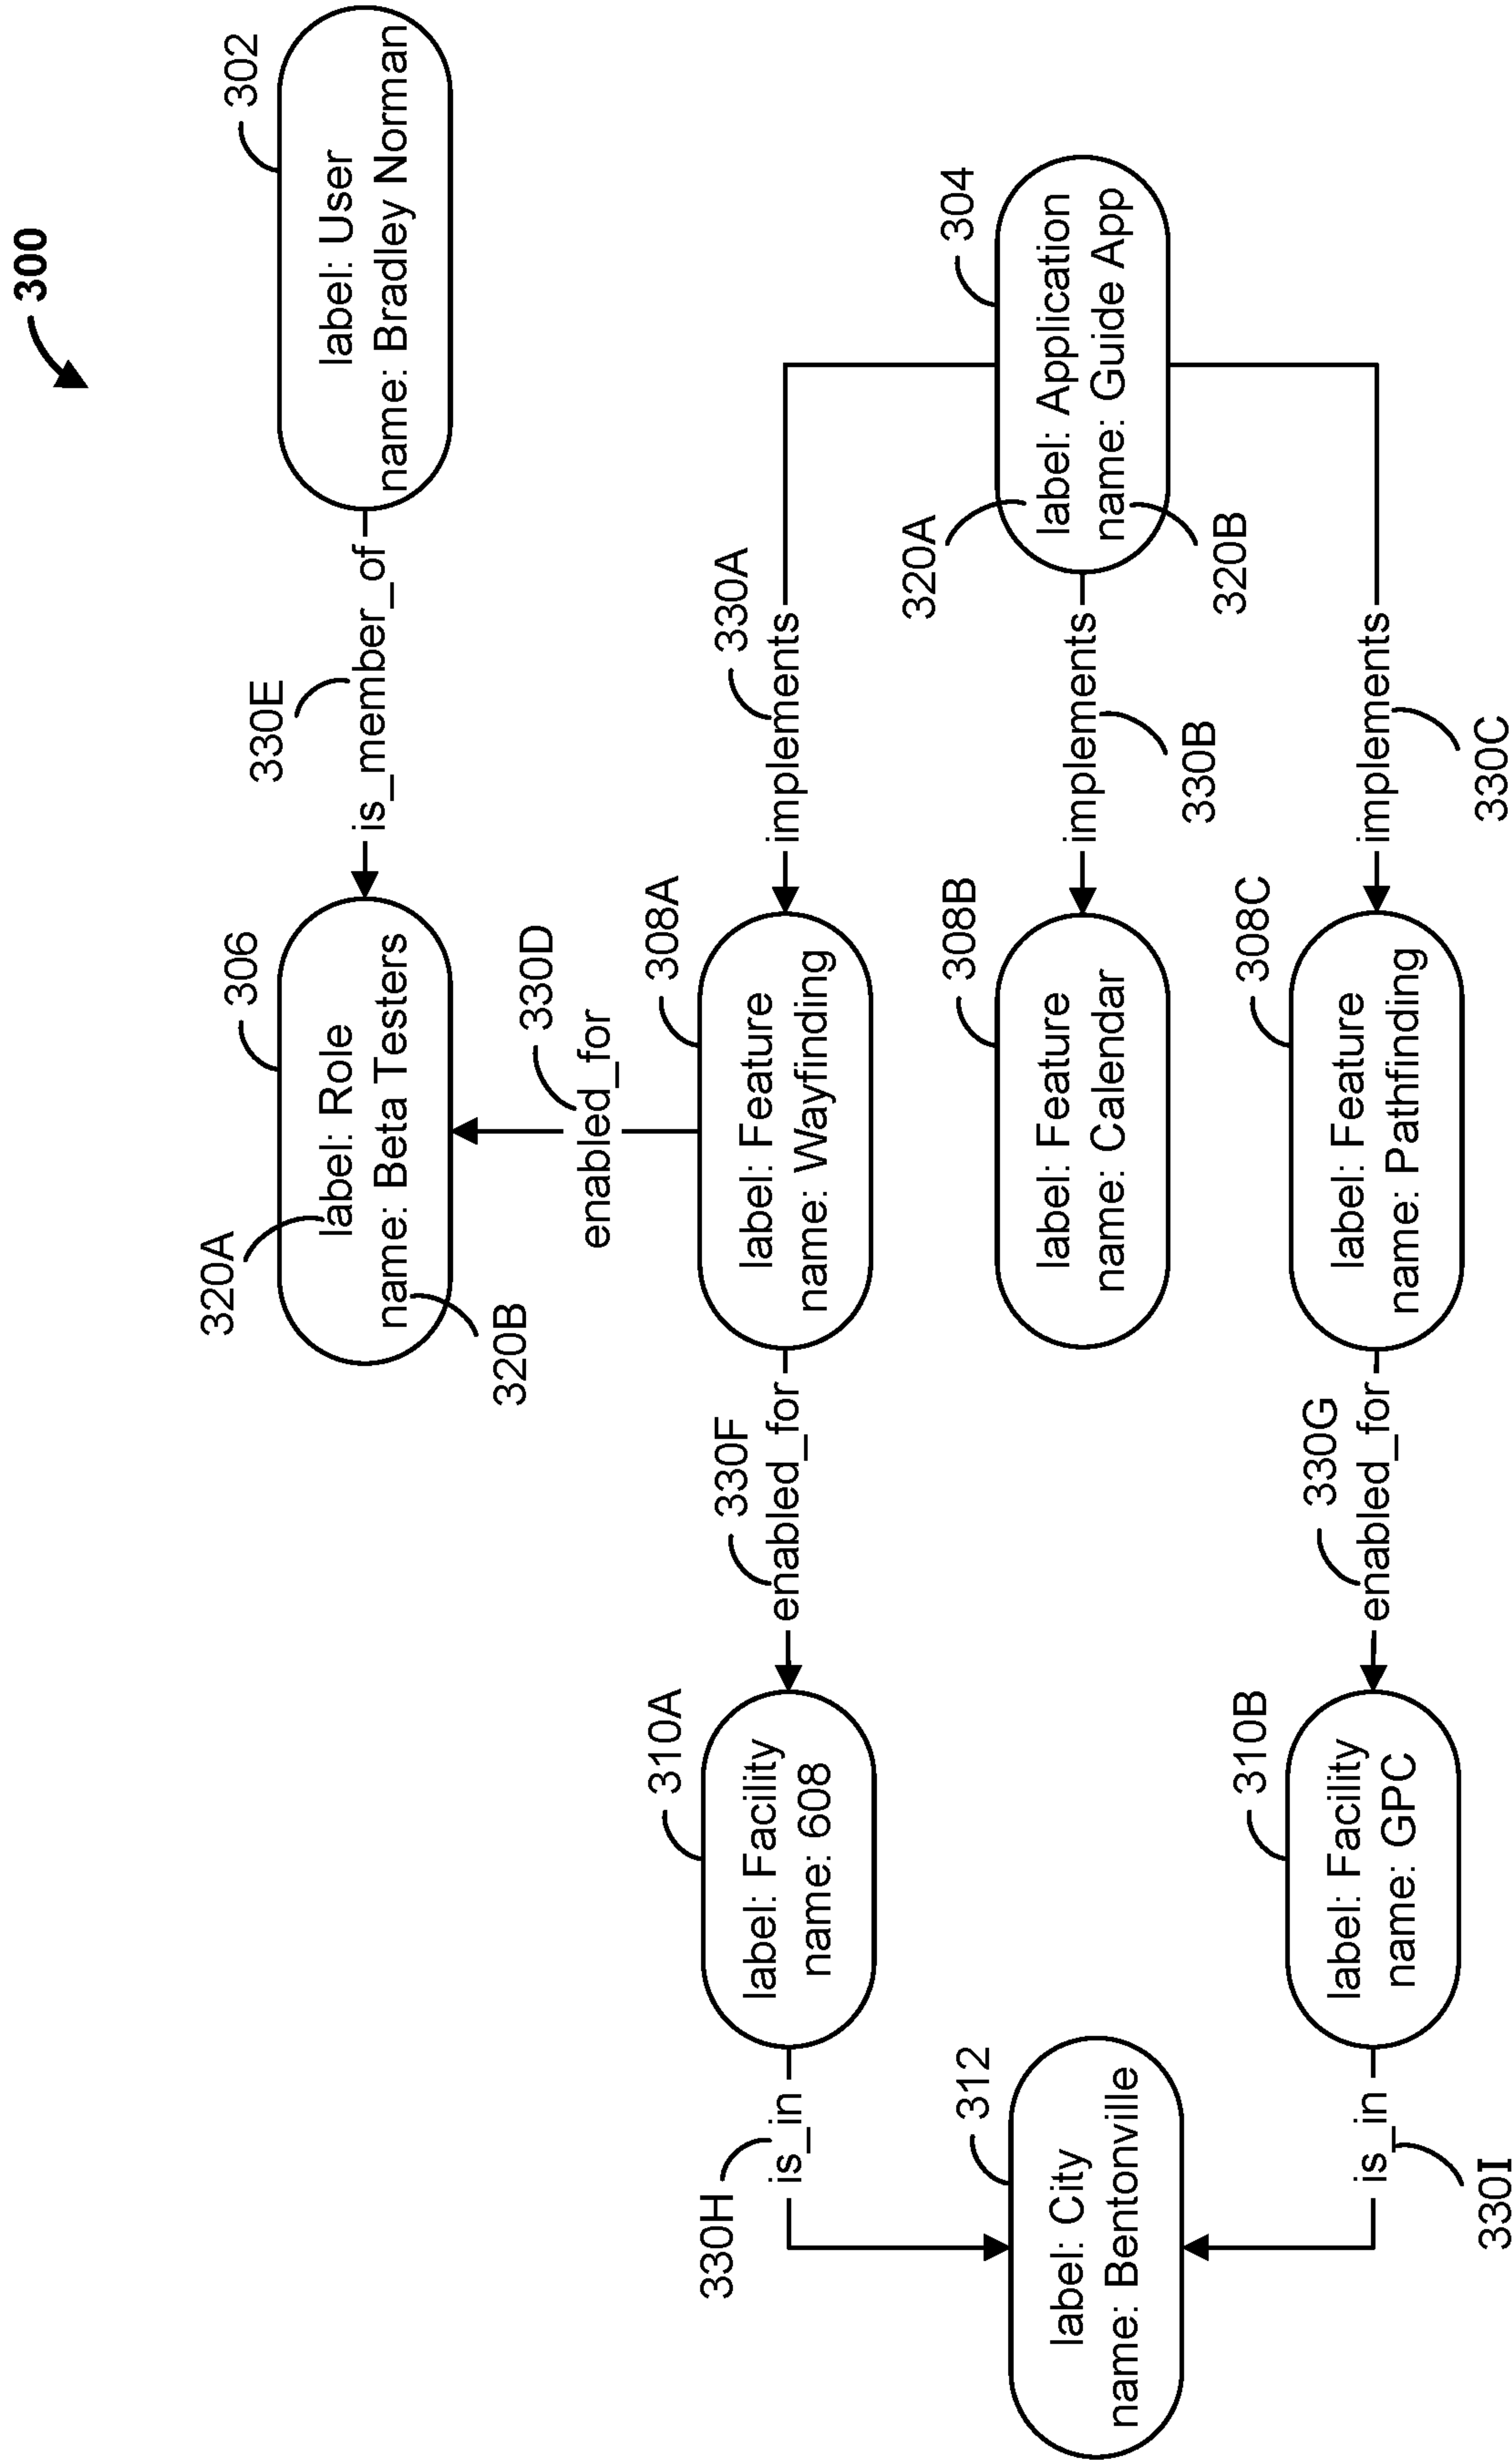 300
302
label: User
name: Bradley Norman
330E
is_member_of
306
label: Role
name: Beta Testers
320A
320B
330D
enabled_for
304
label: Application
name: Guide App
320A
320B
330A
implements
308A
label: Feature
name: Wayfinding
330B
implements
308B
label: Feature
name: Calendar
330C
implements
308C
label: Feature
name: Pathfinding
330F
enabled_for
310A
label: Facility
name: 608
330G
enabled_for
310B
label: Facility
name: GPC
330H
is_in
312
label: City
name: Bentonville
is_in
330I